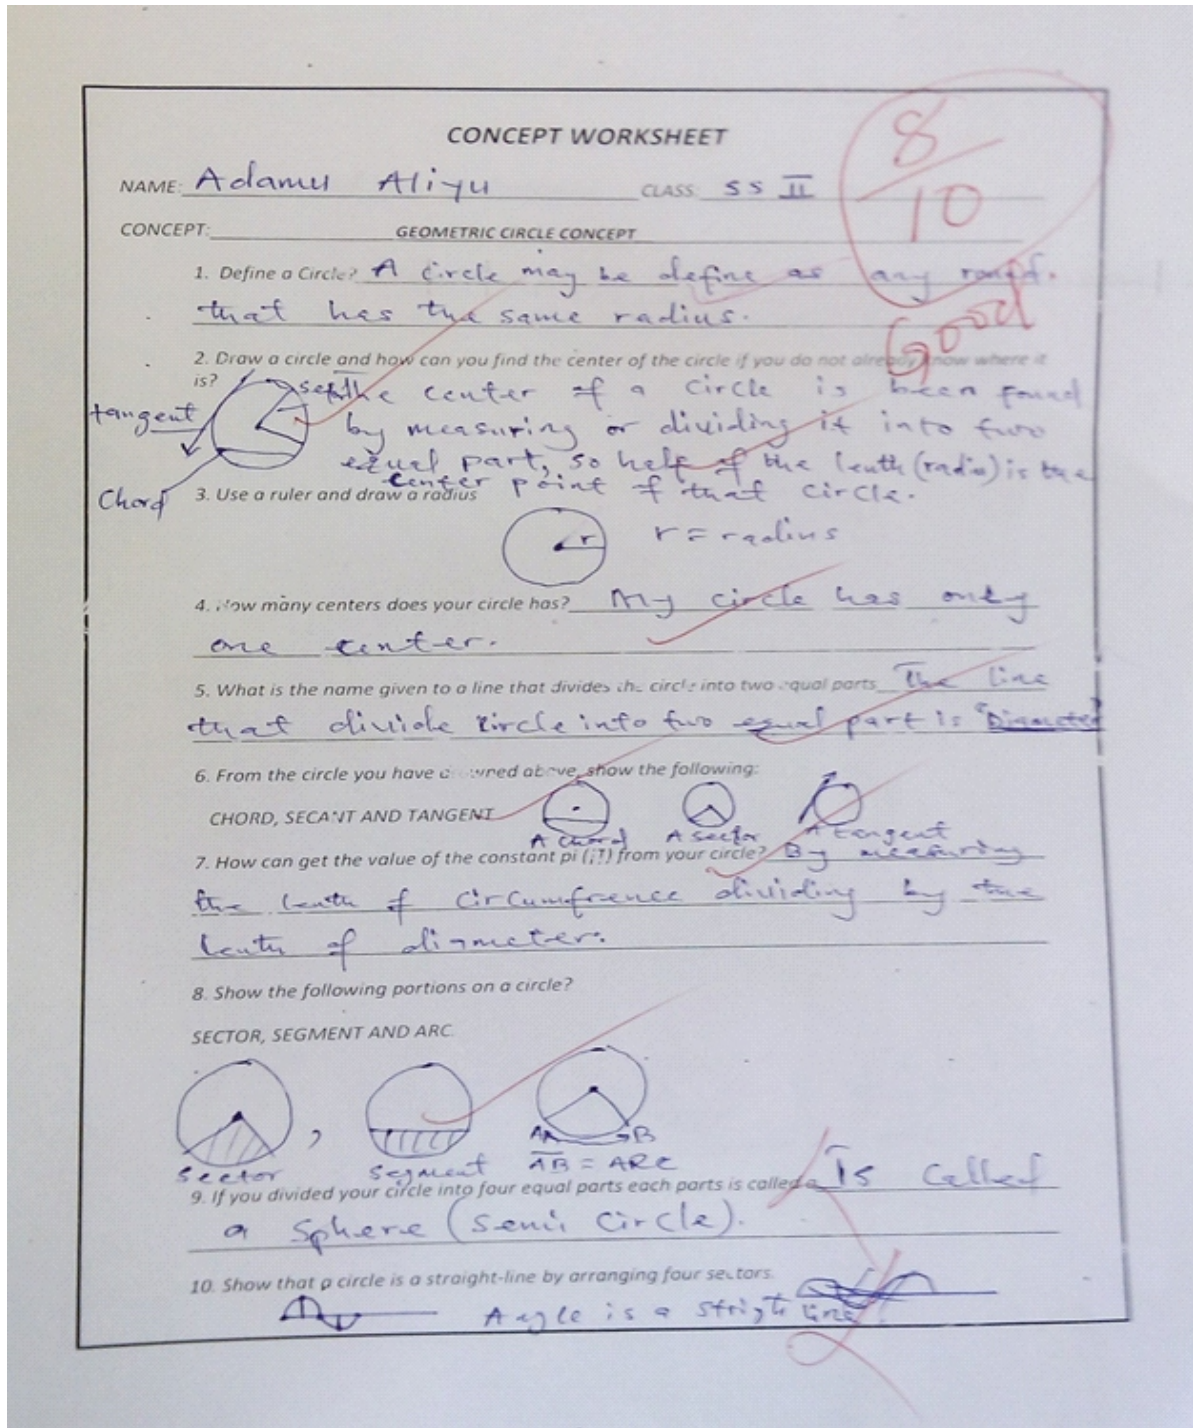 CONCEPT WORKSHEET
8/10
NAME: Adamu Aliyu CLASS: SS II
CONCEPT: GEOMETRIC CIRCLE CONCEPT
1. Define a Circle? A circle may be define as any round.
that has the same radius.
Good
2. Draw a circle and how can you find the center of the circle if you do not already know where it
is?
The center of a circle is been found
tangent
by measuring or dividing it into two
equal part, so half of the lenth (radio) is the
center point of that circle.
Chord
3. Use a ruler and draw a radius
r
r = radius
4. How many centers does your circle has? My circle has only
one center.
5. What is the name given to a line that divides the circle into two equal parts The line
that divide circle into two equal part is "Diameter"
6. From the circle you have drowned above, show the following:
CHORD, SECANT AND TANGENT
A chord A sector A tangent
7. How can get the value of the constant pi (¡!) from your circle? By measuring
the lenth of circumfrence dividing by the
lenth of diameter.
8. Show the following portions on a circle?
SECTOR, SEGMENT AND ARC.
A B
sector , segment AB = ARC
9. If you divided your circle into four equal parts each parts is called a Is called
a sphere (semi circle).
10. Show that a circle is a straight-line by arranging four sectors.
Angle is a stright line